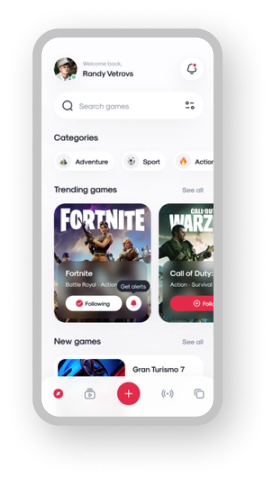 Welcome back,
Randy Vetrovs
Search games
Categories
Adventure Sport Action
Trending games See all
FORTNITE
CALL OF DUTY
WARZ
Fortnite
Call of Duty:
Battle Royal · Action
Get alerts
Action · Survival
Following
Follo
New games See all
Gran Turismo 7